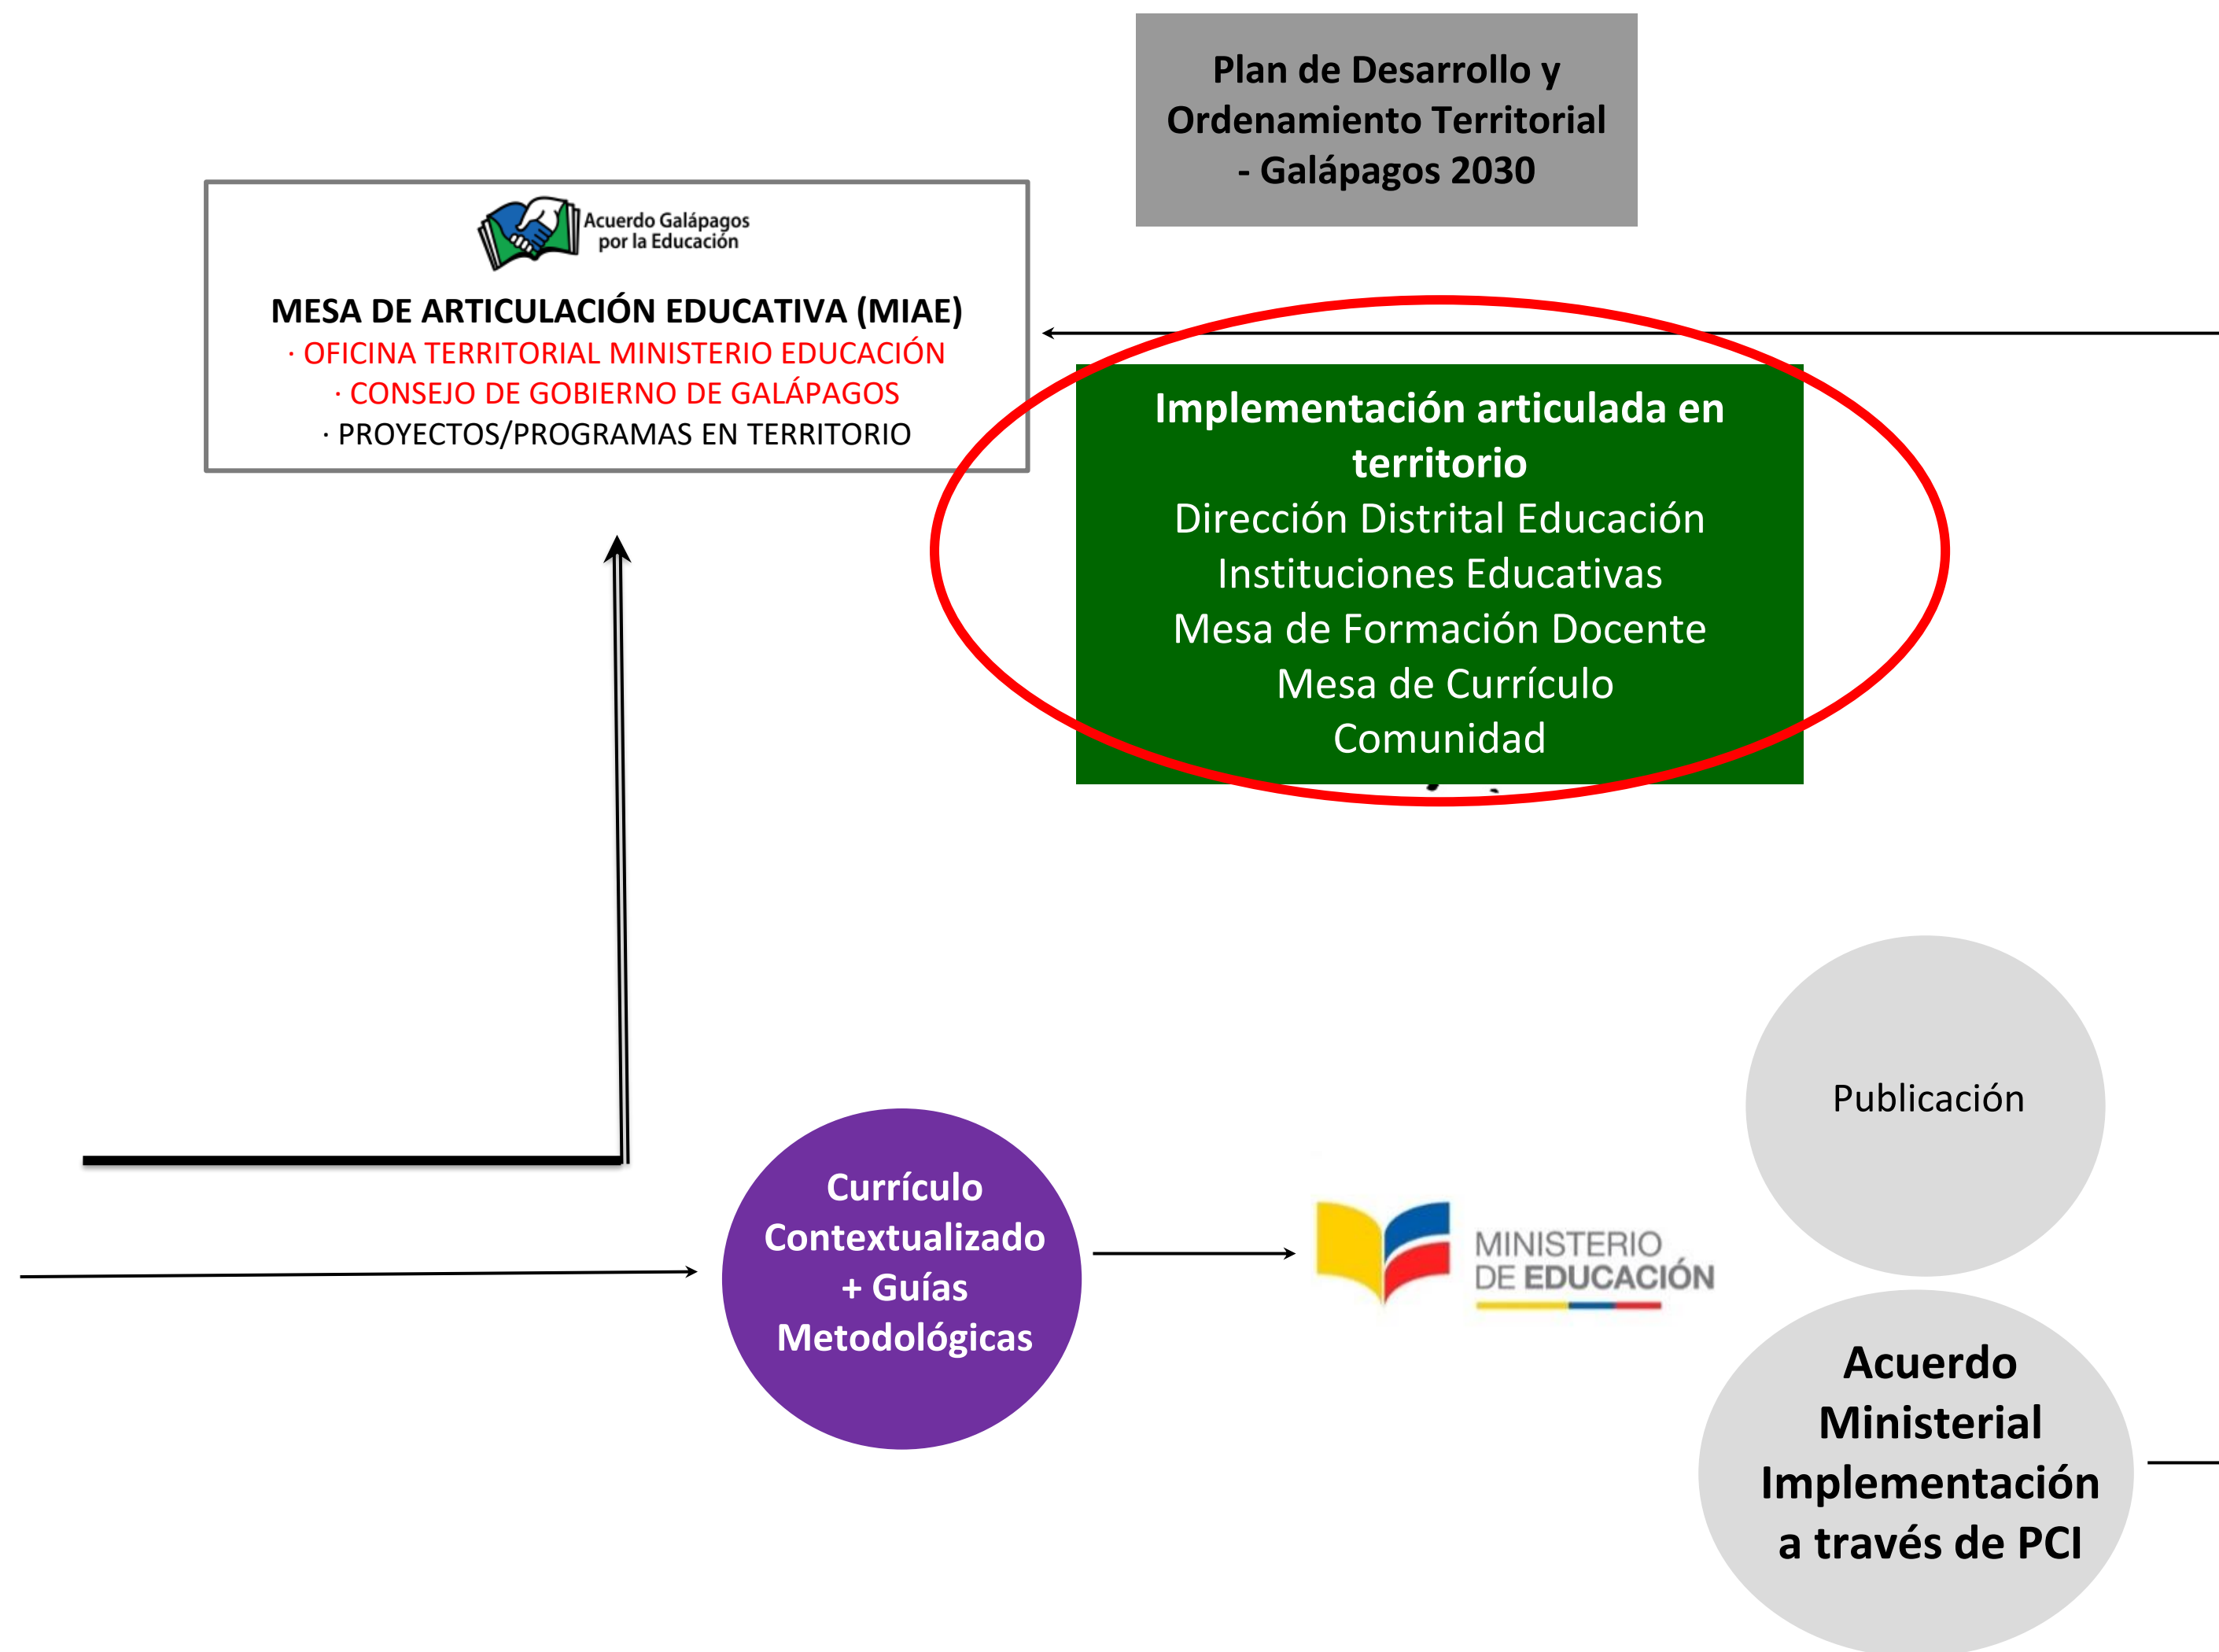 Plan de Desarrollo y
Ordenamiento Territorial
- Galápagos 2030
Acuerdo Galápagos
por la Educación
MESA DE ARTICULACIÓN EDUCATIVA (MIAE)
· OFICINA TERRITORIAL MINISTERIO EDUCACIÓN
· CONSEJO DE GOBIERNO DE GALÁPAGOS
· PROYECTOS/PROGRAMAS EN TERRITORIO
Implementación articulada en
territorio
Dirección Distrital Educación
Instituciones Educativas
Mesa de Formación Docente
Mesa de Currículo
Comunidad
Publicación
Currículo
Contextualizado
+ Guías
Metodológicas
MINISTERIO
DE EDUCACIÓN
Acuerdo
Ministerial
Implementación
a través de PCI